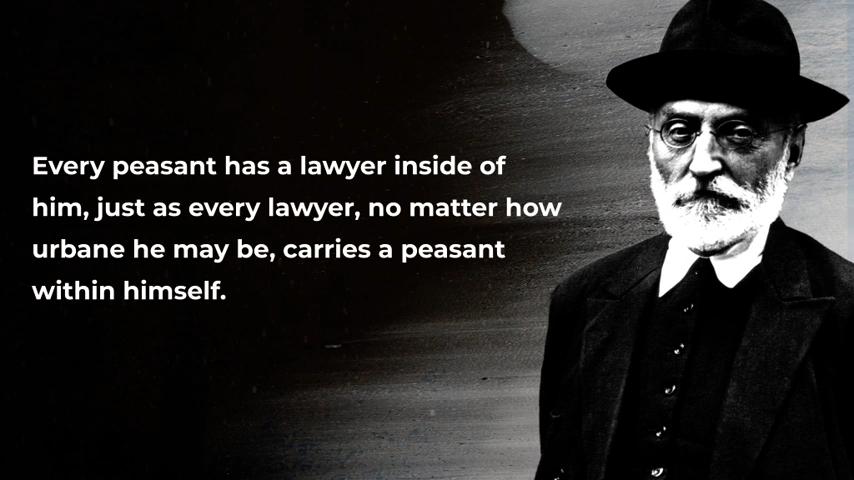 Every peasant has a lawyer inside of
him, just as every lawyer, no matter how
urbane he may be, carries a peasant
within himself.